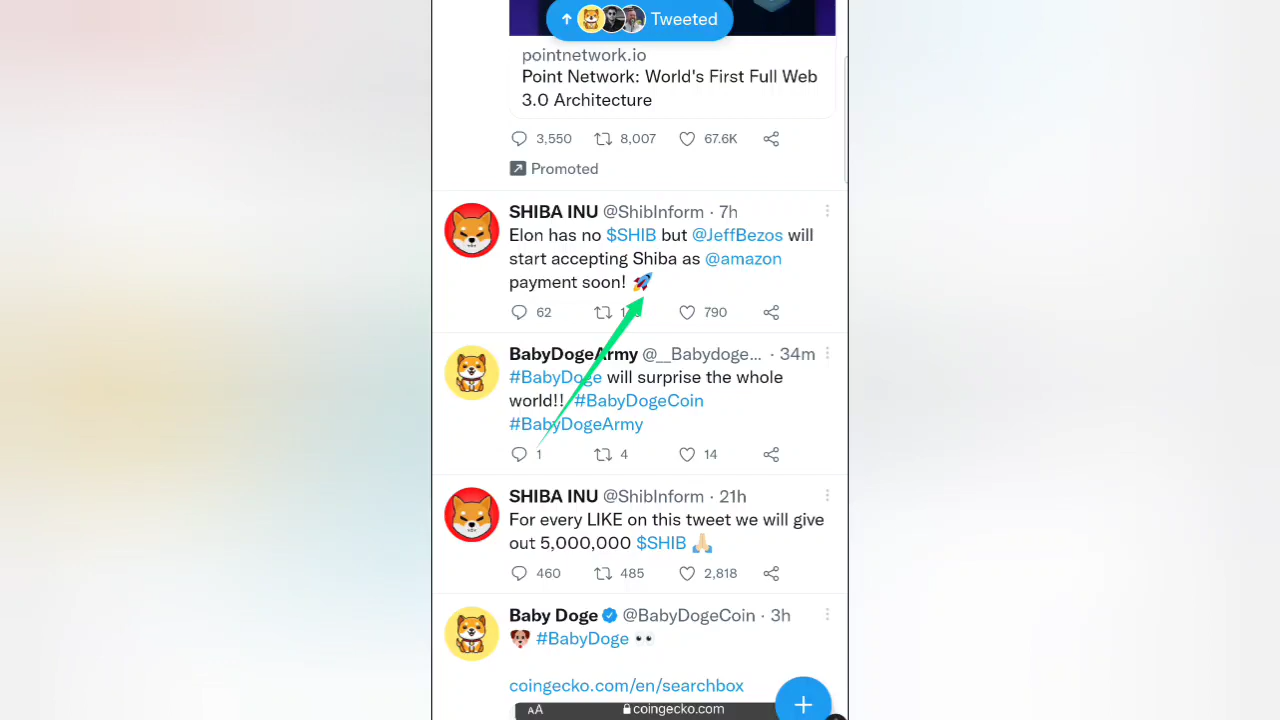 Tweeted
pointnetwork.io
Point Network: World's First Full Web
3.0 Architecture
3,550 8,007 67.6K
Promoted
SHIBA INU @ShibInform · 7h
Elon has no $SHIB but @JeffBezos will
start accepting Shiba as @amazon
payment soon! 🚀
62 790
BabyDogeArmy @__Babydoge... · 34m
#BabyDoge will surprise the whole
world!! #BabyDogeCoin
#BabyDogeArmy
1 4 14
SHIBA INU @ShibInform · 21h
For every LIKE on this tweet we will give
out 5,000,000 $SHIB 🙏🏻
460 485 2,818
Baby Doge @BabyDogeCoin · 3h
🐶 #BabyDoge 👀
coingecko.com/en/searchbox
AA coingecko.com